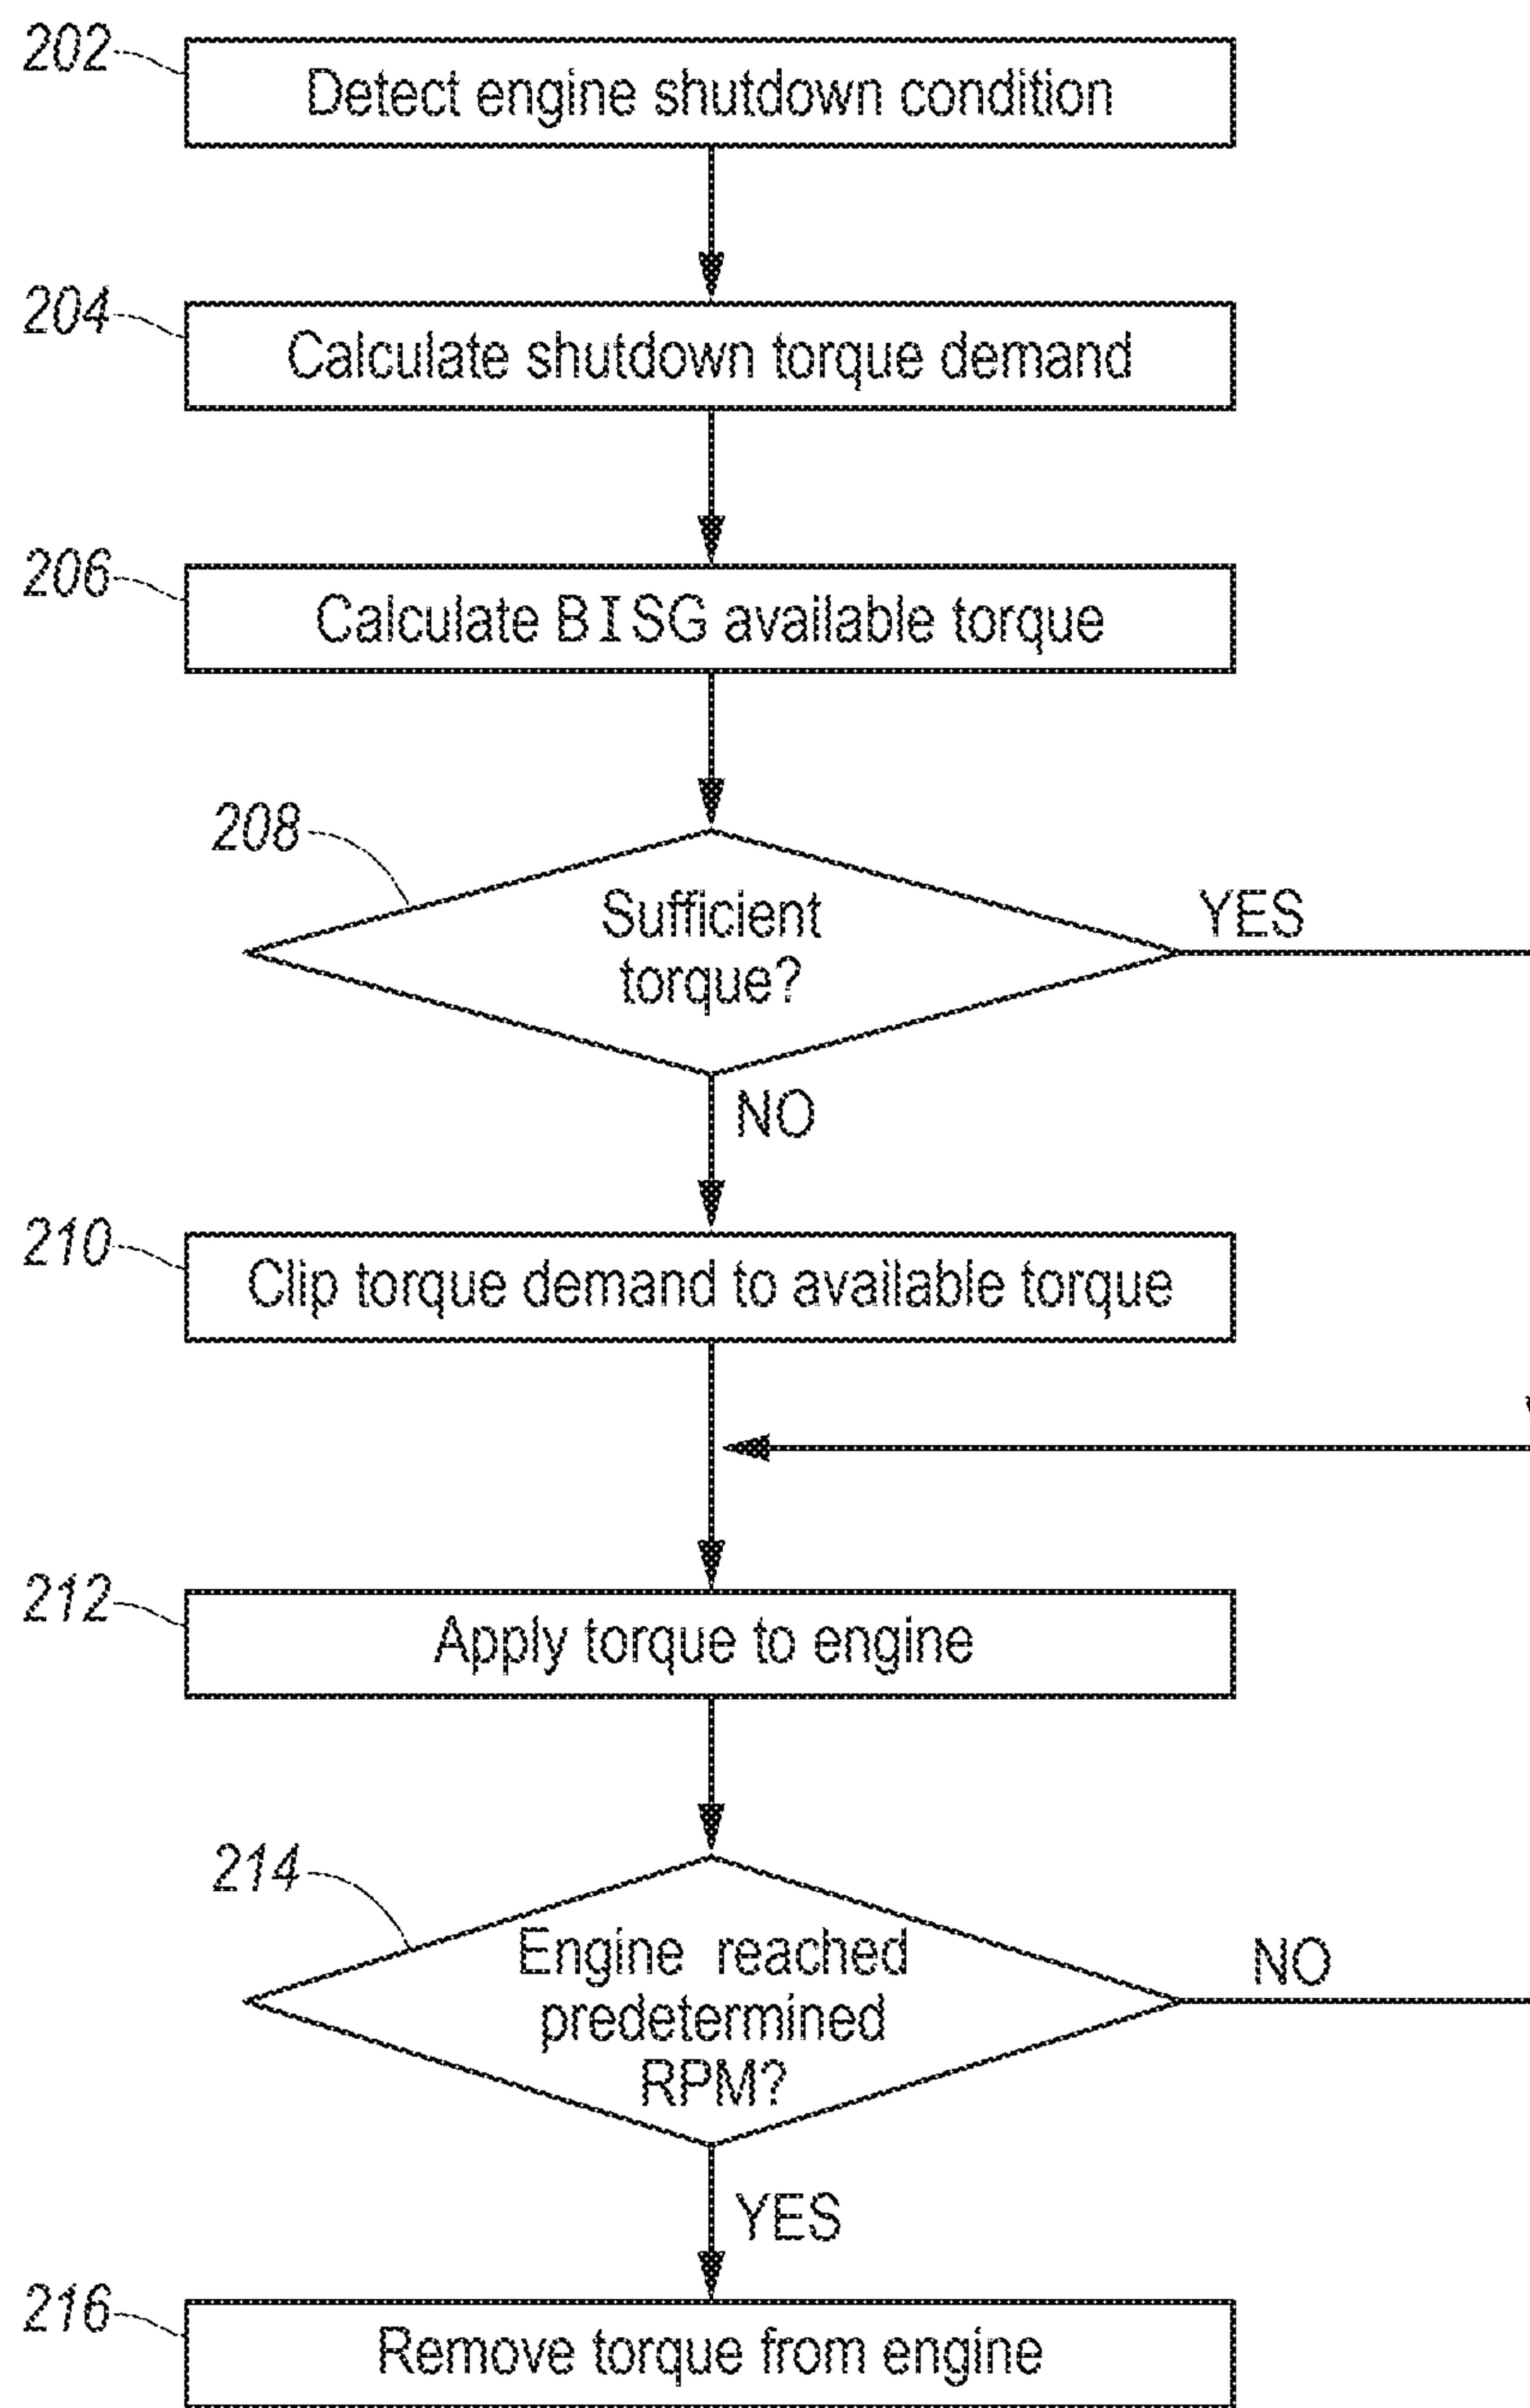 202
Detect engine shutdown condition
204
Calculate shutdown torque demand
206
Calculate BISG available torque
208
Sufficient
torque?
YES
NO
210
Clip torque demand to available torque
212
Apply torque to engine
214
Engine reached
predetermined
RPM?
NO
YES
216
Remove torque from engine